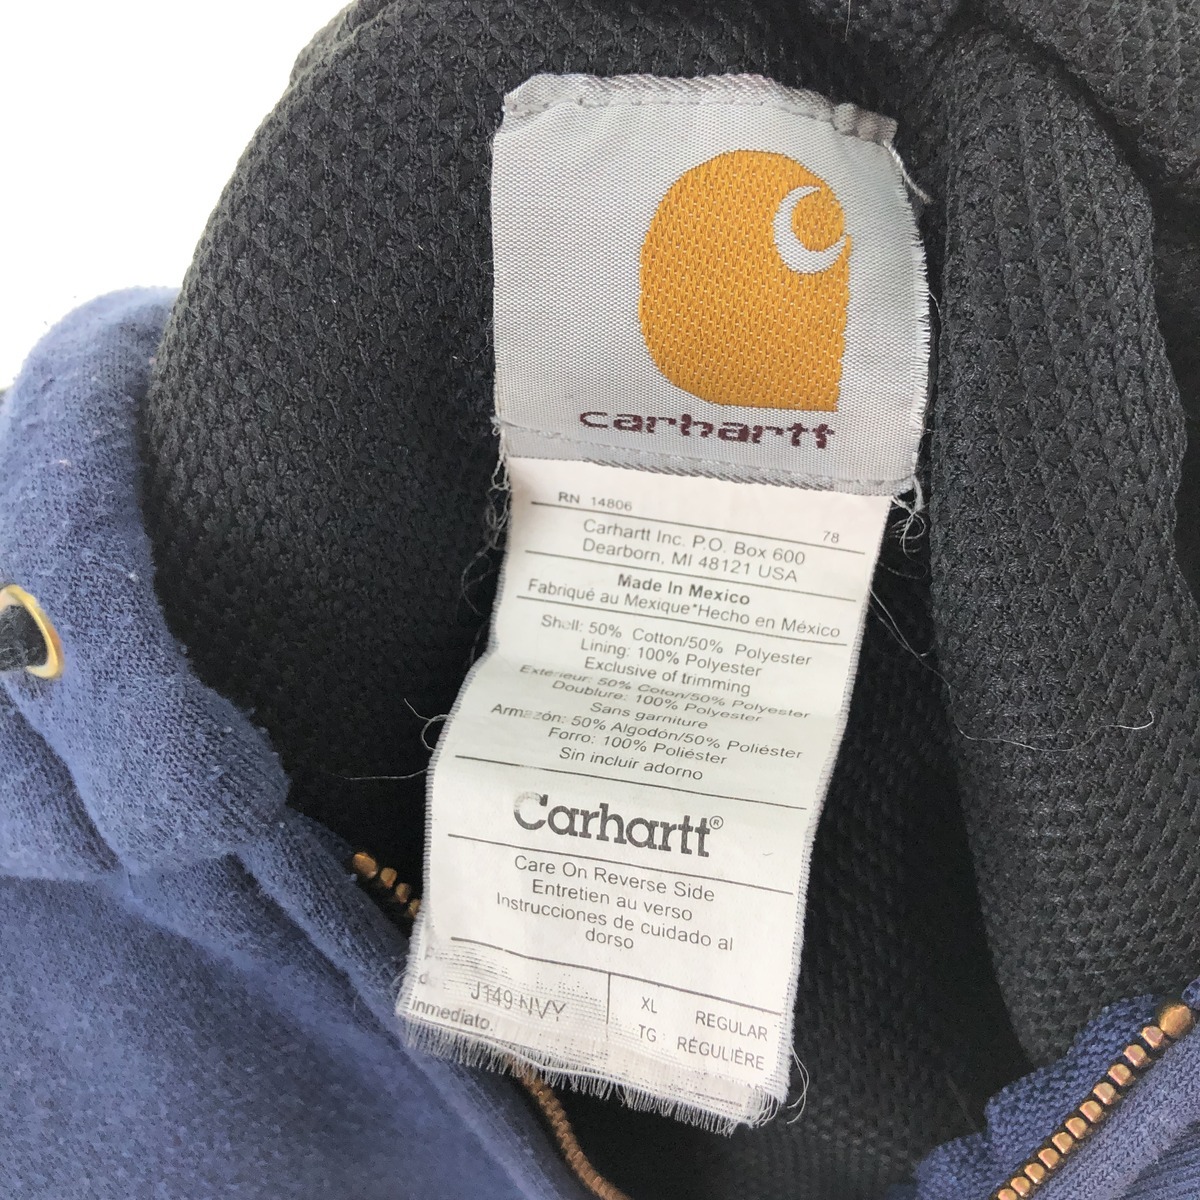 carhartt
RN 14806
78
Carhartt Inc. P.O. Box 600
Dearborn, MI 48121 USA
Made In Mexico
Fabriqué au Mexique*Hecho en México
Shell: 50% Cotton/50% Polyester
Lining: 100% Polyester
Exclusive of trimming
Exterieur: 50% Coton/50% Polyester
Doublure: 100% Polyester
Sans garniture
Armazón: 50% Algodón/50% Poliéster
Forro: 100% Poliéster
Sin incluir adorno
Carhartt®
Care On Reverse Side
Entretien au verso
Instrucciones de cuidado al
dorso
J149 NVY
XL REGULAR
TG RÉGULIÈRE
inmediato.